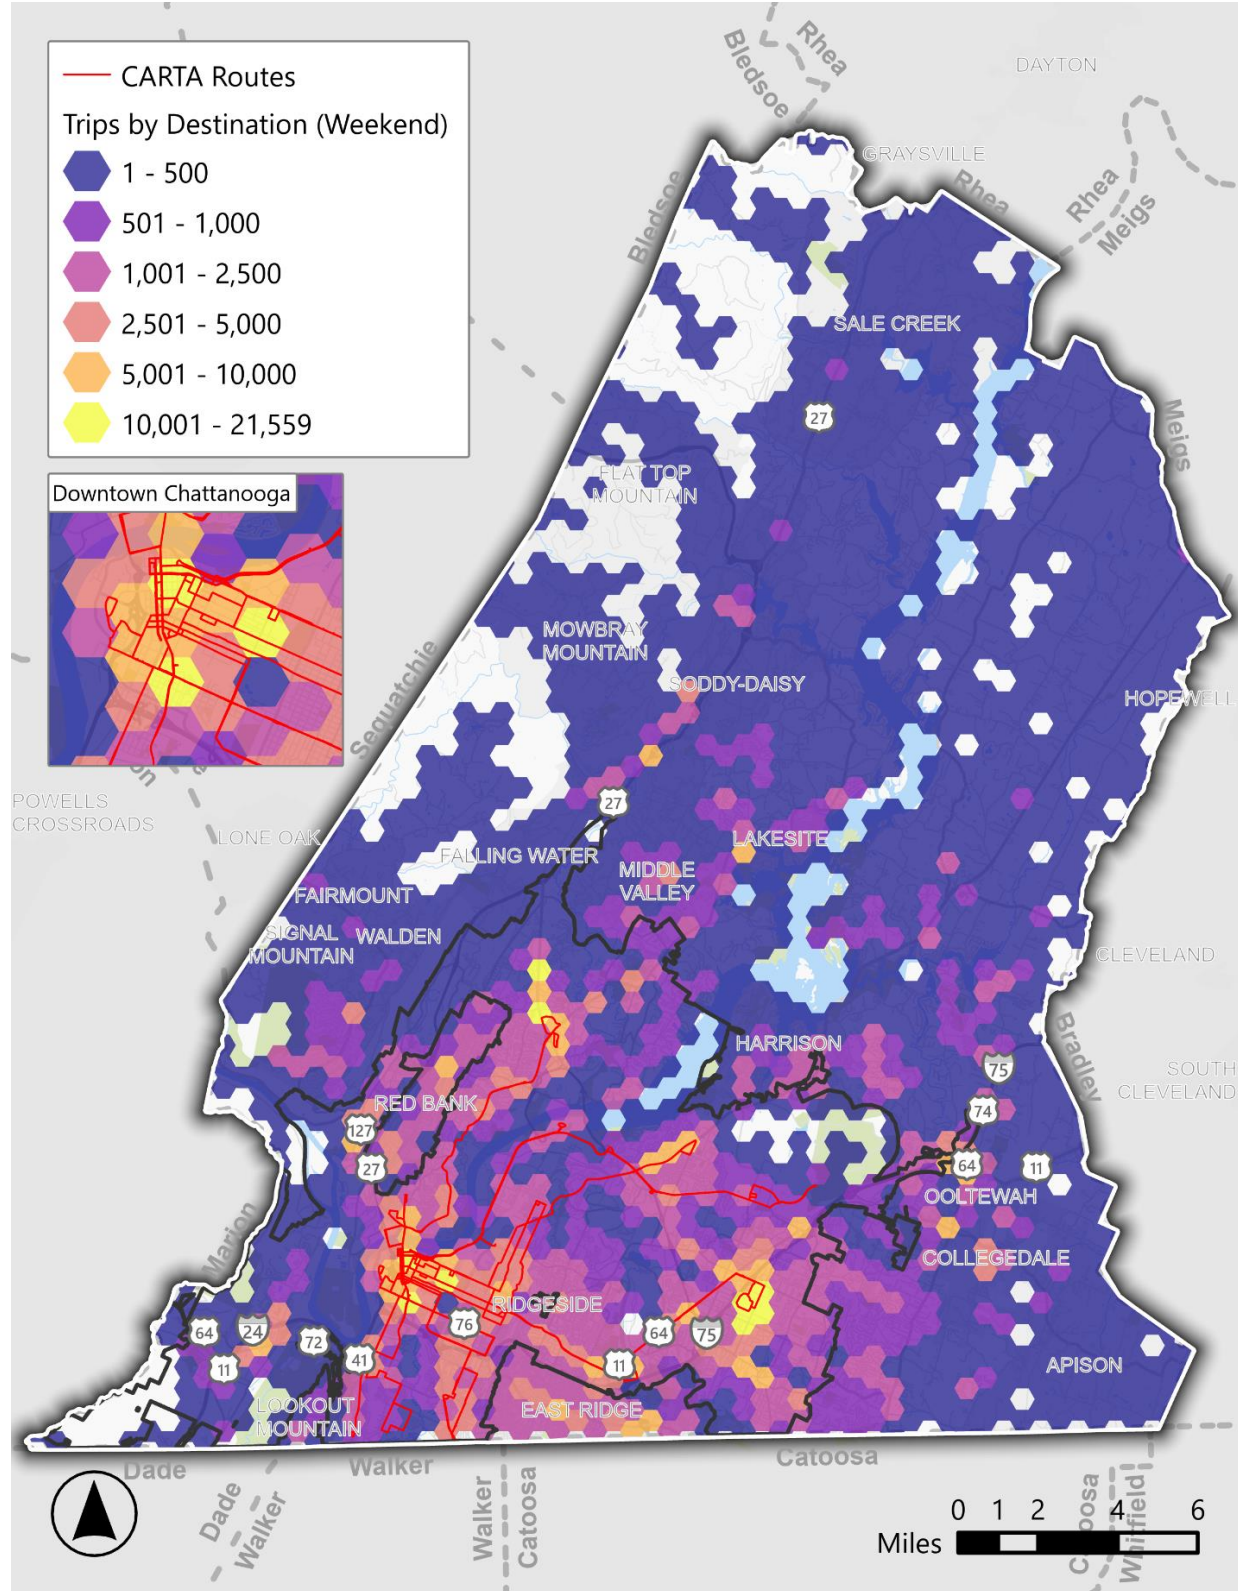 CARTA Routes
Trips by Destination (Weekend)
1 - 500
501 - 1,000
1,001 - 2,500
2,501 - 5,000
5,001 - 10,000
10,001 - 21,559
Downtown Chattanooga
Rhea
Bledsoe
DAYTON
GRAYSVILLE
Rhea
Rhea
Meigs
Bledsoe
SALE CREEK
27
Meigs
FLAT TOP
MOUNTAIN
MOWBRAY
MOUNTAIN
SODDY-DAISY
HOPEWELL
Sequatchie
POWELLS
CROSSROADS
LONE OAK
27
FALLING WATER
LAKESITE
MIDDLE
VALLEY
FAIRMOUNT
SIGNAL
MOUNTAIN
WALDEN
CLEVELAND
HARRISON
Bradley
75
SOUTH
CLEVELAND
RED BANK
74
127
27
64
11
OOLTEWAH
Marion
COLLEGEDALE
RIDGESIDE
64
24
72
76
64
75
11
41
11
APISON
LOOKOUT
MOUNTAIN
EAST RIDGE
Dade
Walker
Catoosa
Dade
Walker
Walker
Catoosa
Whitfield
0 1 2 4 6
Miles